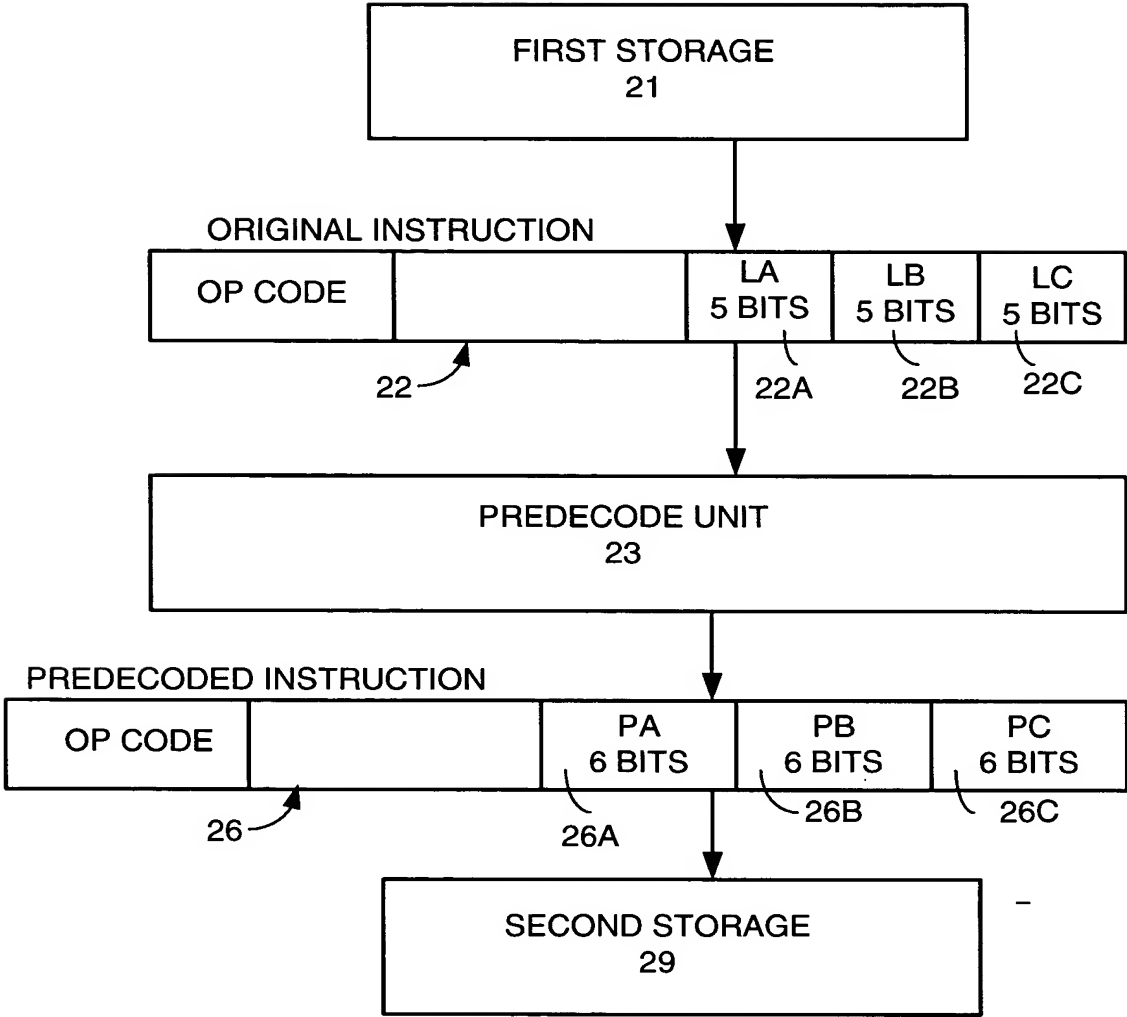 FIRST STORAGE
21
ORIGINAL INSTRUCTION
OP CODE
LA
5 BITS
LB
5 BITS
LC
5 BITS
22
22A
22B
22C
PREDECODE UNIT
23
PREDECODED INSTRUCTION
OP CODE
PA
6 BITS
PB
6 BITS
PC
6 BITS
26
26A
26B
26C
SECOND STORAGE
29